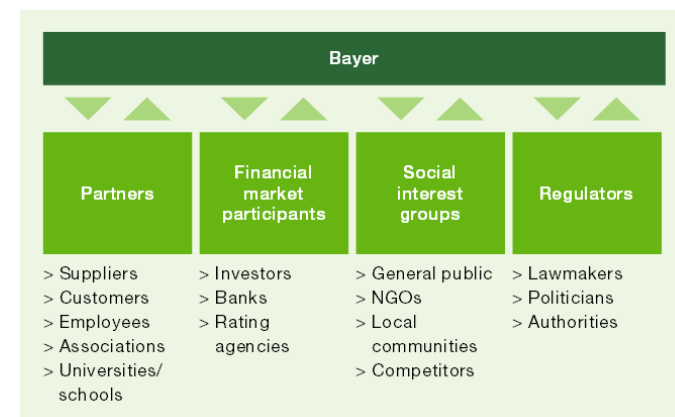 Bayer
Partners
Financial
market
participants
Social
interest
groups
Regulators
> Suppliers
> Customers
> Employees
> Associations
> Universities/
schools
> Investors
> Banks
> Rating
agencies
> General public
> NGOs
> Local
communities
> Competitors
> Lawmakers
> Politicians
> Authorities